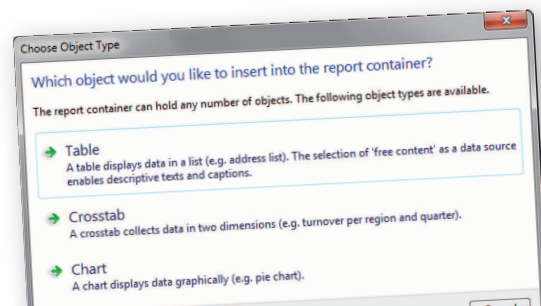 Choose Object Type
Which object would you like to insert into the report container?
The report container can hold any number of objects. The following object types are available.
Table
A table displays data in a list (e.g. address list). The selection of 'free content' as a data source
enables descriptive texts and captions.
Crosstab
A crosstab collects data in two dimensions (e.g. turnover per region and quarter).
Chart
A chart displays data graphically (e.g. pie chart).